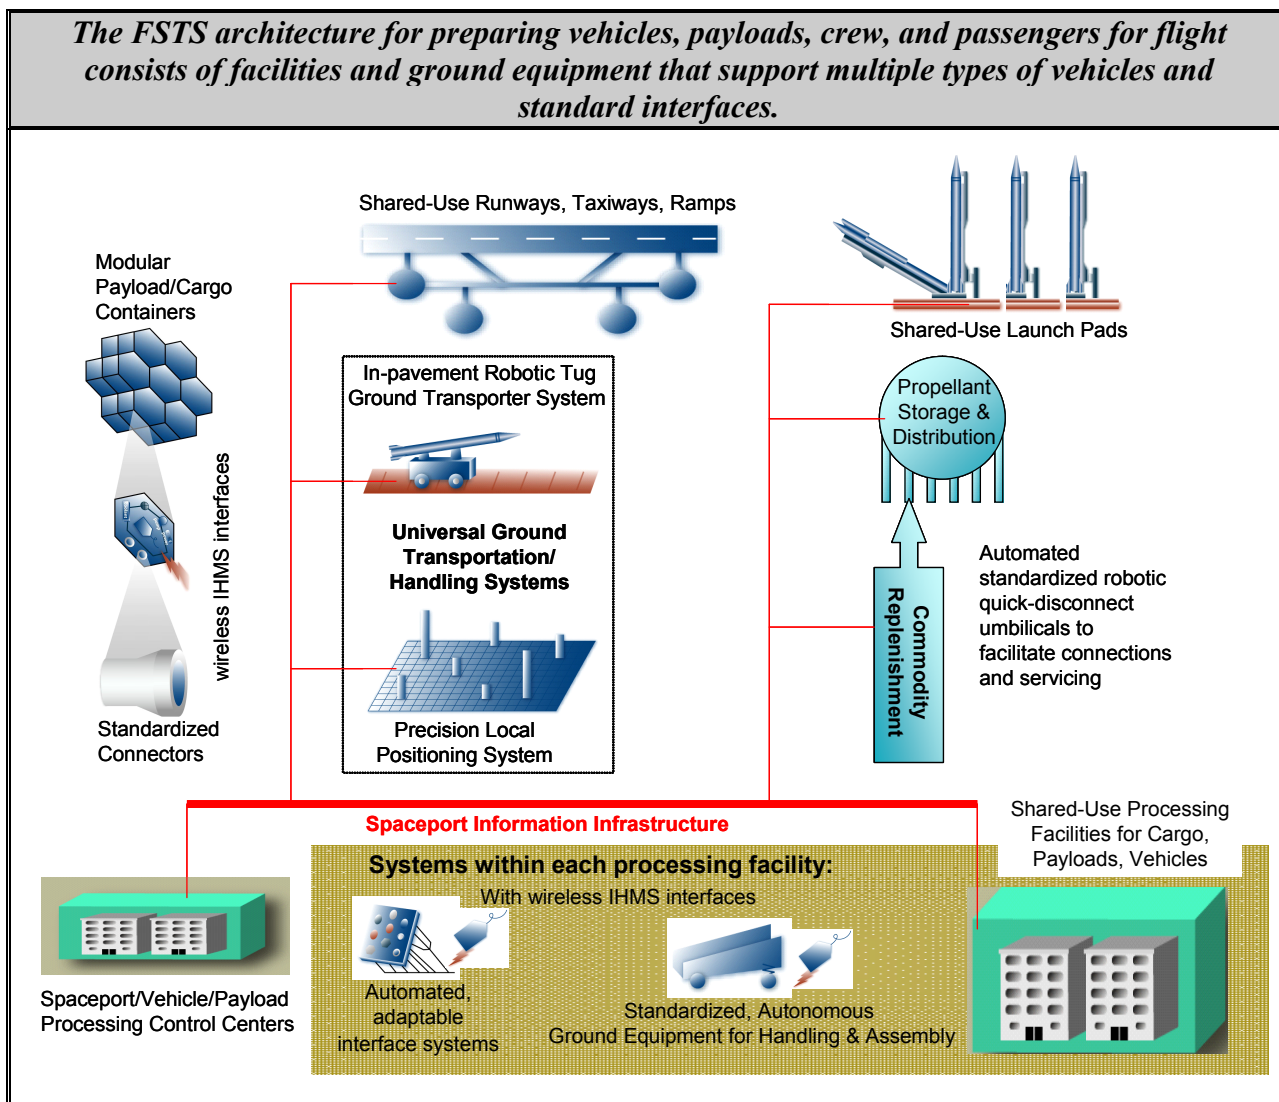 The FSTS architecture for preparing vehicles, payloads, crew, and passengers for flight
consists of facilities and ground equipment that support multiple types of vehicles and
standard interfaces.
Shared-Use Runways, Taxiways, Ramps
Modular
Payload/Cargo
Containers
wireless IHMS interfaces
Standardized
Connectors
In-pavement Robotic Tug
Ground Transporter System
Universal Ground
Transportation/
Handling Systems
Precision Local
Positioning System
Shared-Use Launch Pads
Propellant
Storage &
Distribution
Commodity
Replenishment
Automated
standardized robotic
quick-disconnect
umbilicals to
facilitate connections
and servicing
Spaceport Information Infrastructure
Shared-Use Processing
Facilities for Cargo,
Payloads, Vehicles
Systems within each processing facility:
With wireless IHMS interfaces
Automated,
adaptable
interface systems
Standardized, Autonomous
Ground Equipment for Handling & Assembly
Spaceport/Vehicle/Payload
Processing Control Centers